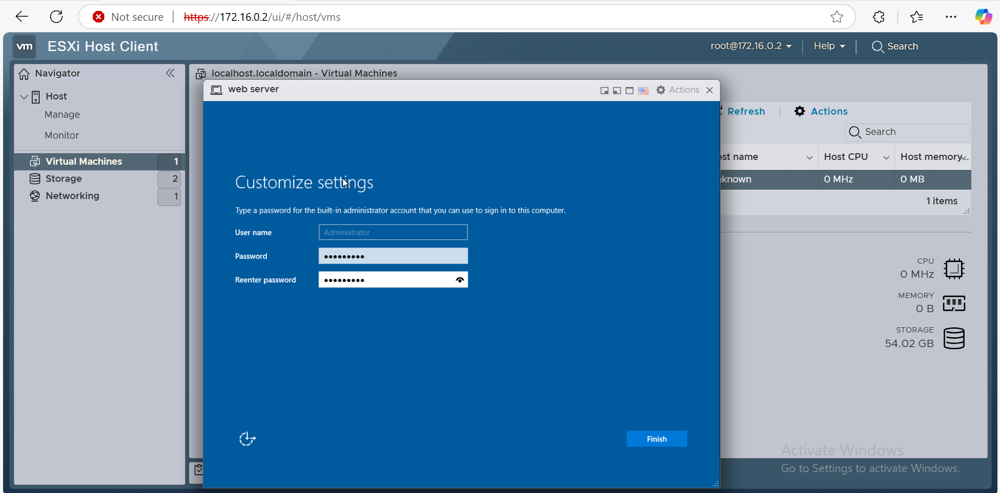 Not secure
https://172.16.0.2/ui/#/host/vms
vm ESXi Host Client
root@172.16.0.2
Help
Search
Navigator
Host
Manage
Monitor
Virtual Machines 1
Storage 2
Networking 1
localhost.localdomain - Virtual Machines
web server
Actions
Refresh
Actions
Search
Host CPU
Host memory...
0 MHz
0 MB
1 items
Customize settings
Type a password for the built-in administrator account that you can use to sign in to this computer.
User name
Administrator
Password
•••••••••
Reenter password
•••••••••
Finish
CPU
0 MHz
MEMORY
0 B
STORAGE
54.02 GB
Activate Windows
Go to Settings to activate Windows.